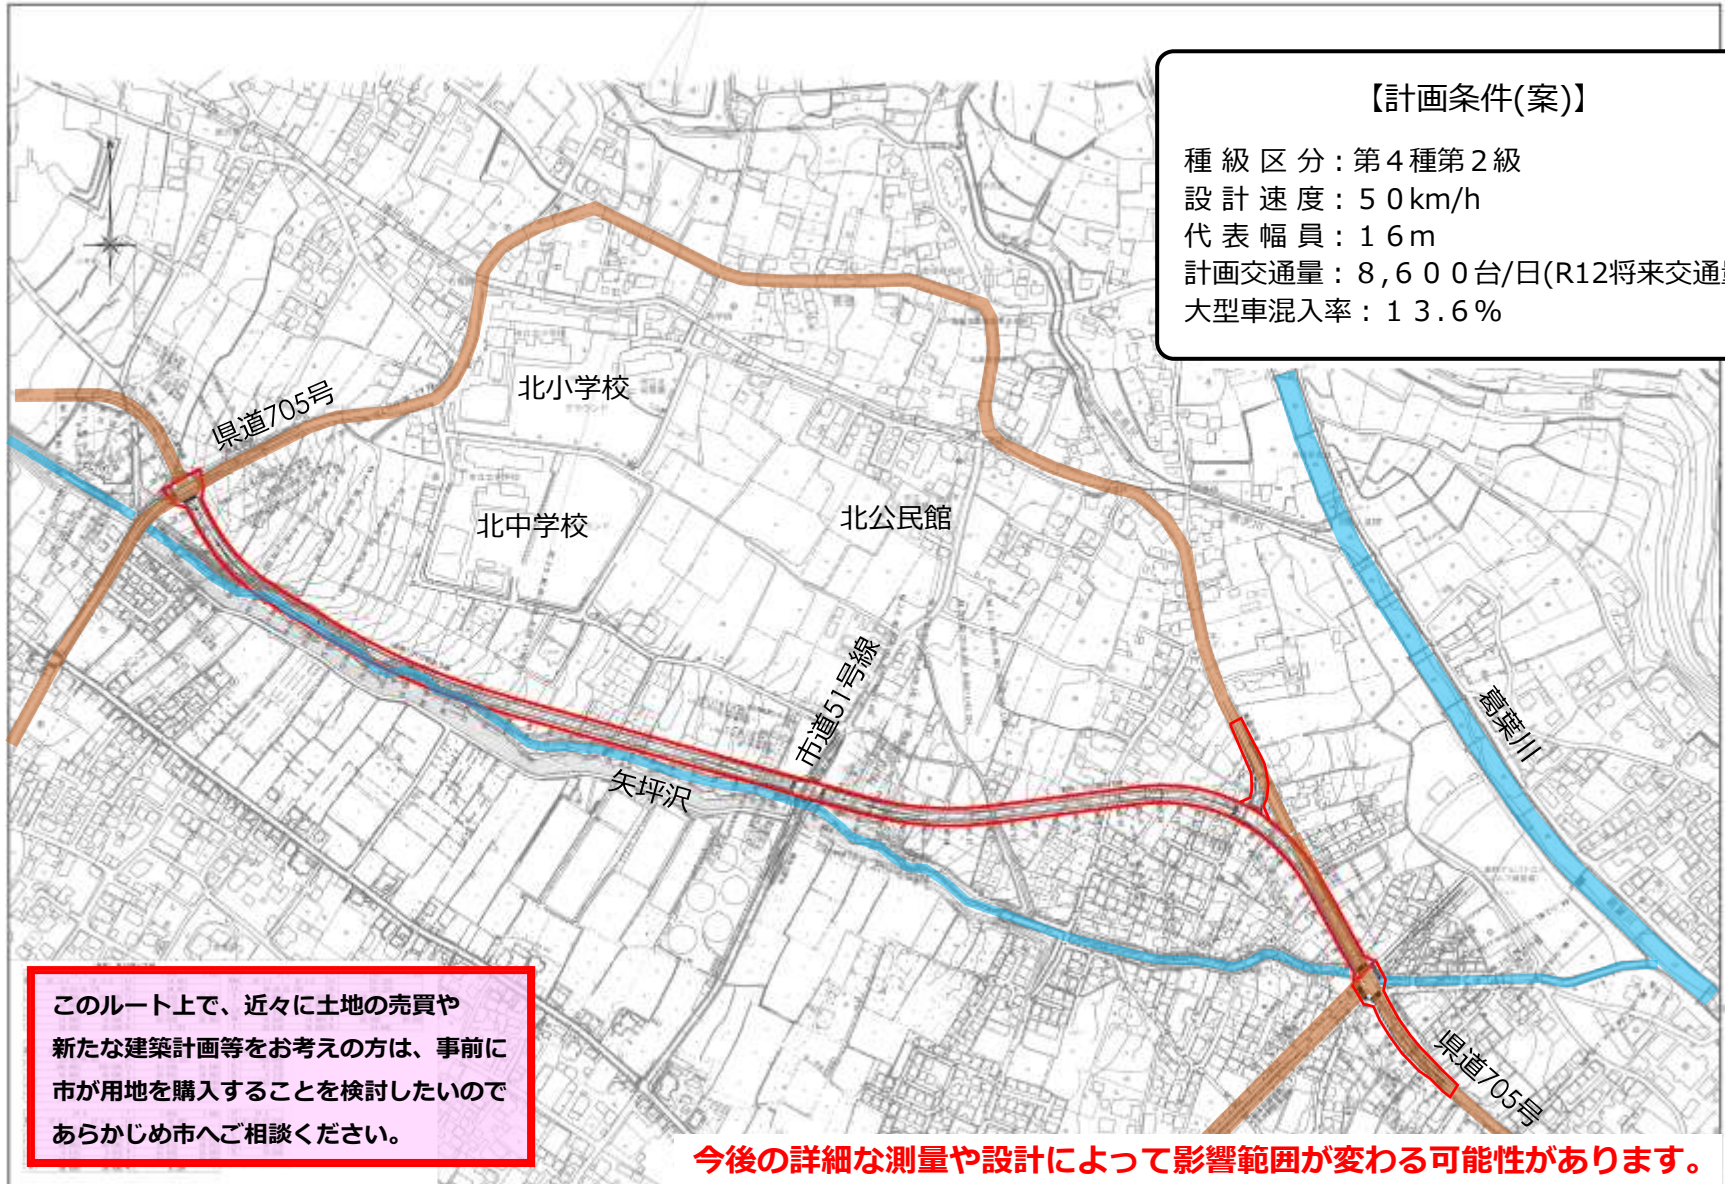 【計画条件(案)】
種級区分：第４種第２級
設計速度：５０km/h
代表幅員：１６ｍ
計画交通量：８,６００台/日(R12将来交通量
大型車混入率：１３.６％
県道705号
北小学校
北中学校
北公民館
市道51号線
矢坪沢
葛葉川
県道705号
このルート上で、近々に土地の売買や
新たな建築計画等をお考えの方は、事前に
市が用地を購入することを検討したいので
あらかじめ市へご相談ください。
今後の詳細な測量や設計によって影響範囲が変わる可能性があります。